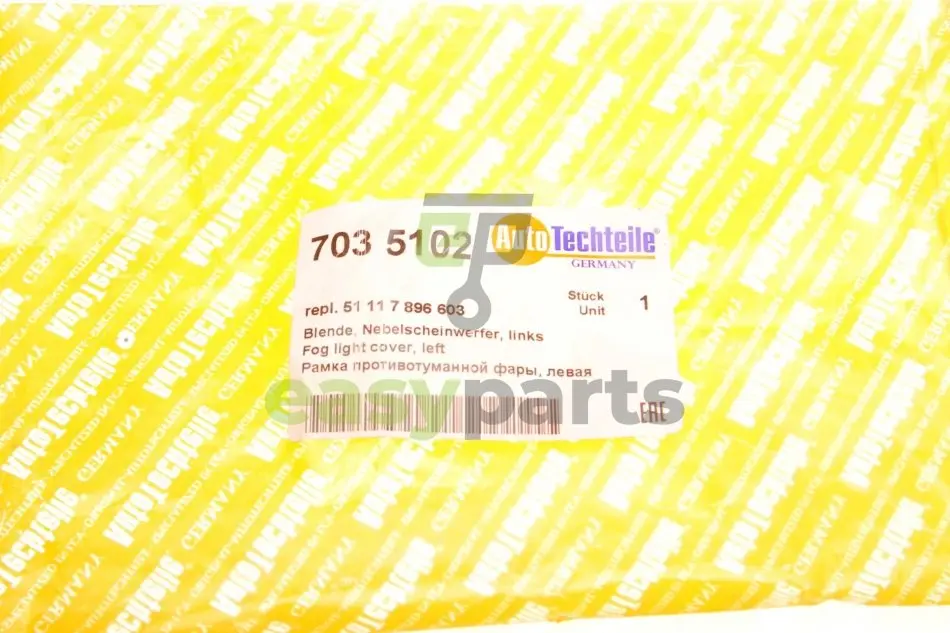 703 5102
AutoTechteile®
GERMANY
repl. 51 11 7 896 603
Stück
Unit
1
Blende, Nebelscheinwerfer, links
Fog light cover, left
Рамка противотуманной фары, левая
easyparts
EAC